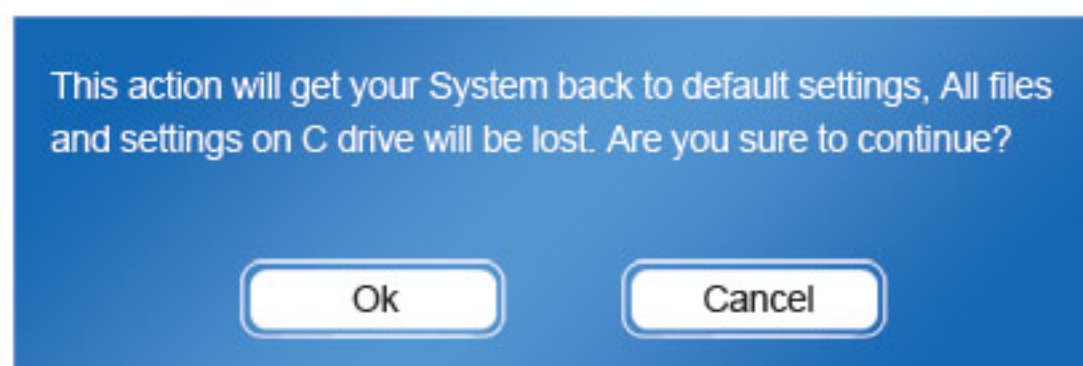 This action will get your System back to default settings, All files
and settings on C drive will be lost. Are you sure to continue?
Ok
Cancel